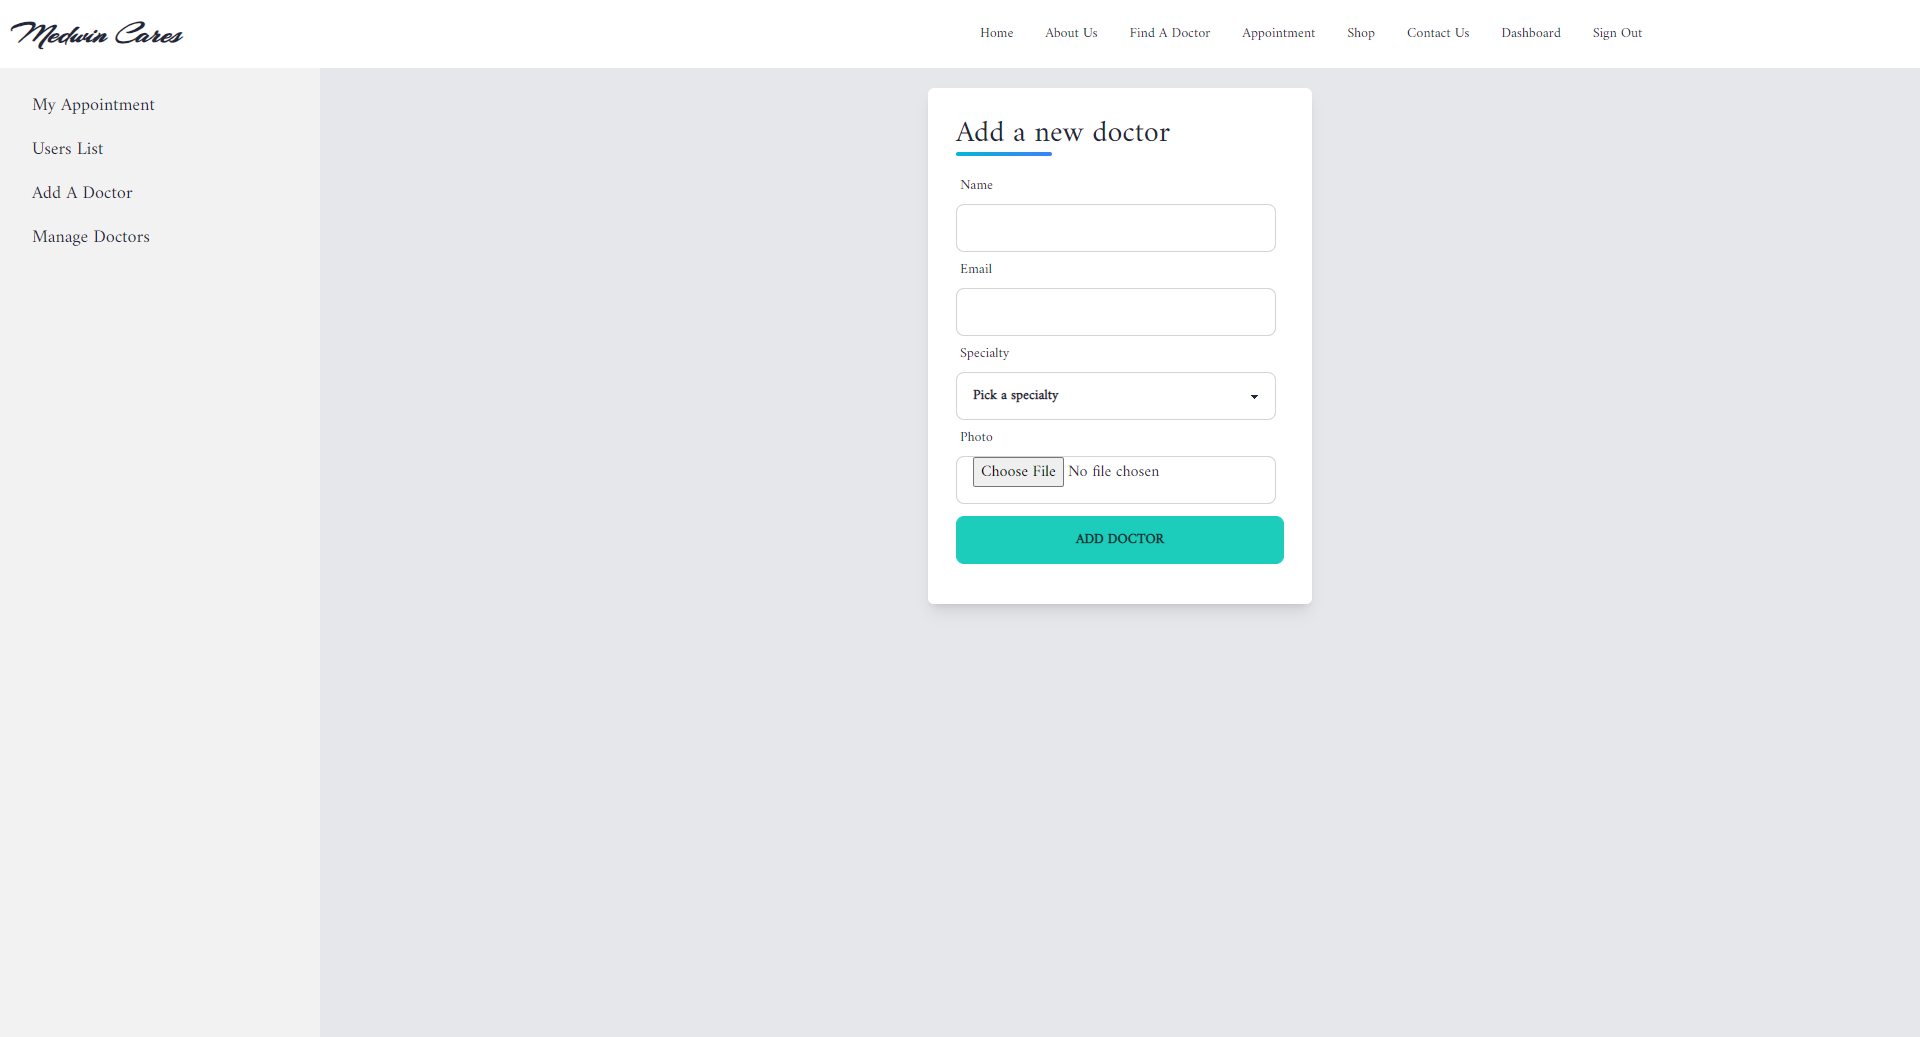 Medwin Cares
Home About Us Find A Doctor Appointment Shop Contact Us Dashboard Sign Out
My Appointment
Users List
Add A Doctor
Manage Doctors
Add a new doctor
Name
Email
Specialty
Pick a specialty
Photo
Choose File No file chosen
ADD DOCTOR